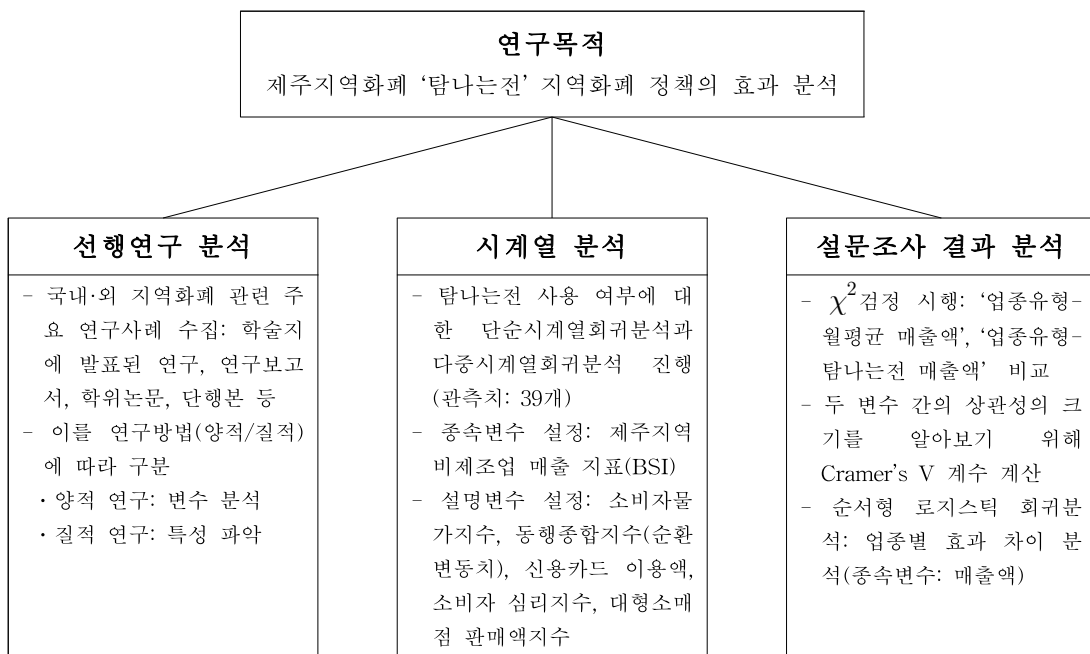 연구목적
제주지역화폐 ‘탐나는전’ 지역화폐 정책의 효과 분석
선행연구 분석
- 국내·외 지역화폐 관련 주
요 연구사례 수집: 학술지
에 발표된 연구, 연구보고
서, 학위논문, 단행본 등
- 이를 연구방법(양적/질적)
에 따라 구분
·양적 연구: 변수 분석
·질적 연구: 특성 파악
시계열 분석
- 탐나는전 사용 여부에 대
한 단순시계열회귀분석과
다중시계열회귀분석 진행
(관측치: 39개)
- 종속변수 설정: 제주지역
비제조업 매출 지표(BSI)
- 설명변수 설정: 소비자물
가지수, 동행종합지수(순환
변동치), 신용카드 이용액,
소비자 심리지수, 대형소매
점 판매액지수
설문조사 결과 분석
- χ²검정 시행: ‘업종유형-
월평균 매출액’, ‘업종유형-
탐나는전 매출액’ 비교
- 두 변수 간의 상관성의 크
기를 알아보기 위해
Cramer's V 계수 계산
- 순서형 로지스틱 회귀분
석: 업종별 효과 차이 분
석(종속변수: 매출액)